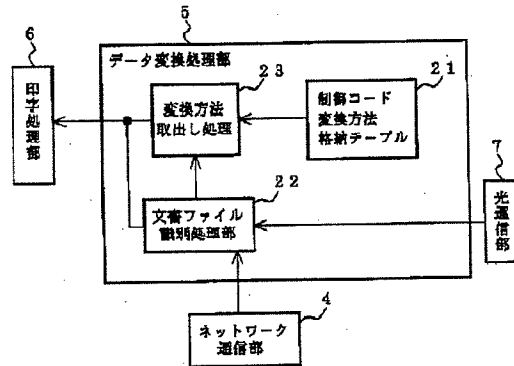 5
6
データ変換処理部
23
21
印字処理部
変換方法
取出し処理
制御コード
変換方法
格納テーブル
7
22
文書ファイル
識別処理部
光通信部
4
ネットワーク
通信部